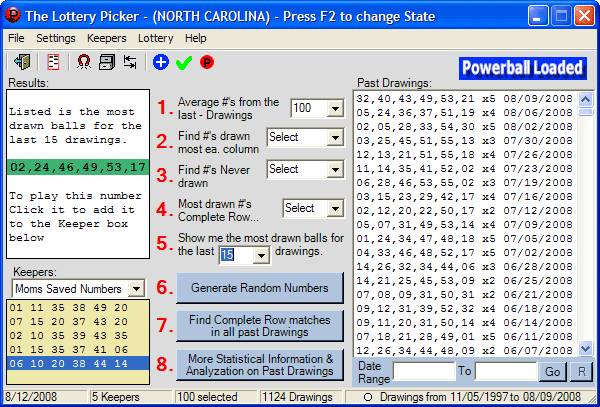 The Lottery Picker - (NORTH CAROLINA) - Press F2 to change State
File Settings Keepers Lottery Help
Powerball Loaded
Results:
Listed is the most
drawn balls for the
last 15 drawings.
02,24,46,49,53,17
To play this number
Click it to add it
to the Keeper box
below
Keepers:
Moms Saved Numbers
01 11 35 38 49 20
07 15 20 37 43 20
02 10 35 39 43 35
01 15 35 37 41 06
06 10 20 38 44 14
1. Average #'s from the
last - Drawings
100
2. Find #'s drawn
most ea. column
Select
3. Find #'s Never
drawn
Select
4. Most drawn #'s
Complete Row...
Select
5. Show me the most drawn balls for
the last 15 drawings.
6. Generate Random Numbers
7. Find Complete Row matches
in all past Drawings
8. More Statistical Information &
Analyzation on Past Drawings
Past Drawings:
32,40,43,49,53,21 x5 08/09/2008
05,24,36,37,51,19 x4 08/06/2008
02,05,28,33,54,30 x5 08/02/2008
03,25,45,51,53,13 x3 07/30/2008
12,13,21,51,55,18 x4 07/26/2008
11,14,35,41,52,02 x4 07/23/2008
06,28,46,53,55,02 x3 07/19/2008
03,15,23,29,42,17 x4 07/16/2008
02,12,20,22,50,17 x2 07/12/2008
05,07,31,49,53,14 x4 07/09/2008
01,24,34,47,48,18 x5 07/05/2008
04,33,46,48,52,17 x5 07/02/2008
14,26,32,34,44,06 x3 06/28/2008
14,21,25,45,53,09 x2 06/25/2008
07,08,09,31,50,31 x2 06/21/2008
09,12,31,39,52,32 x4 06/18/2008
09,11,20,31,50,14 x4 06/14/2008
07,18,21,28,49,01 x5 06/11/2008
12,26,34,44,48,09 x2 06/07/2008
Date
Range To Go R
8/12/2008 5 Keepers 100 selected 1124 Drawings Drawings from 11/05/1997 to 08/09/2008